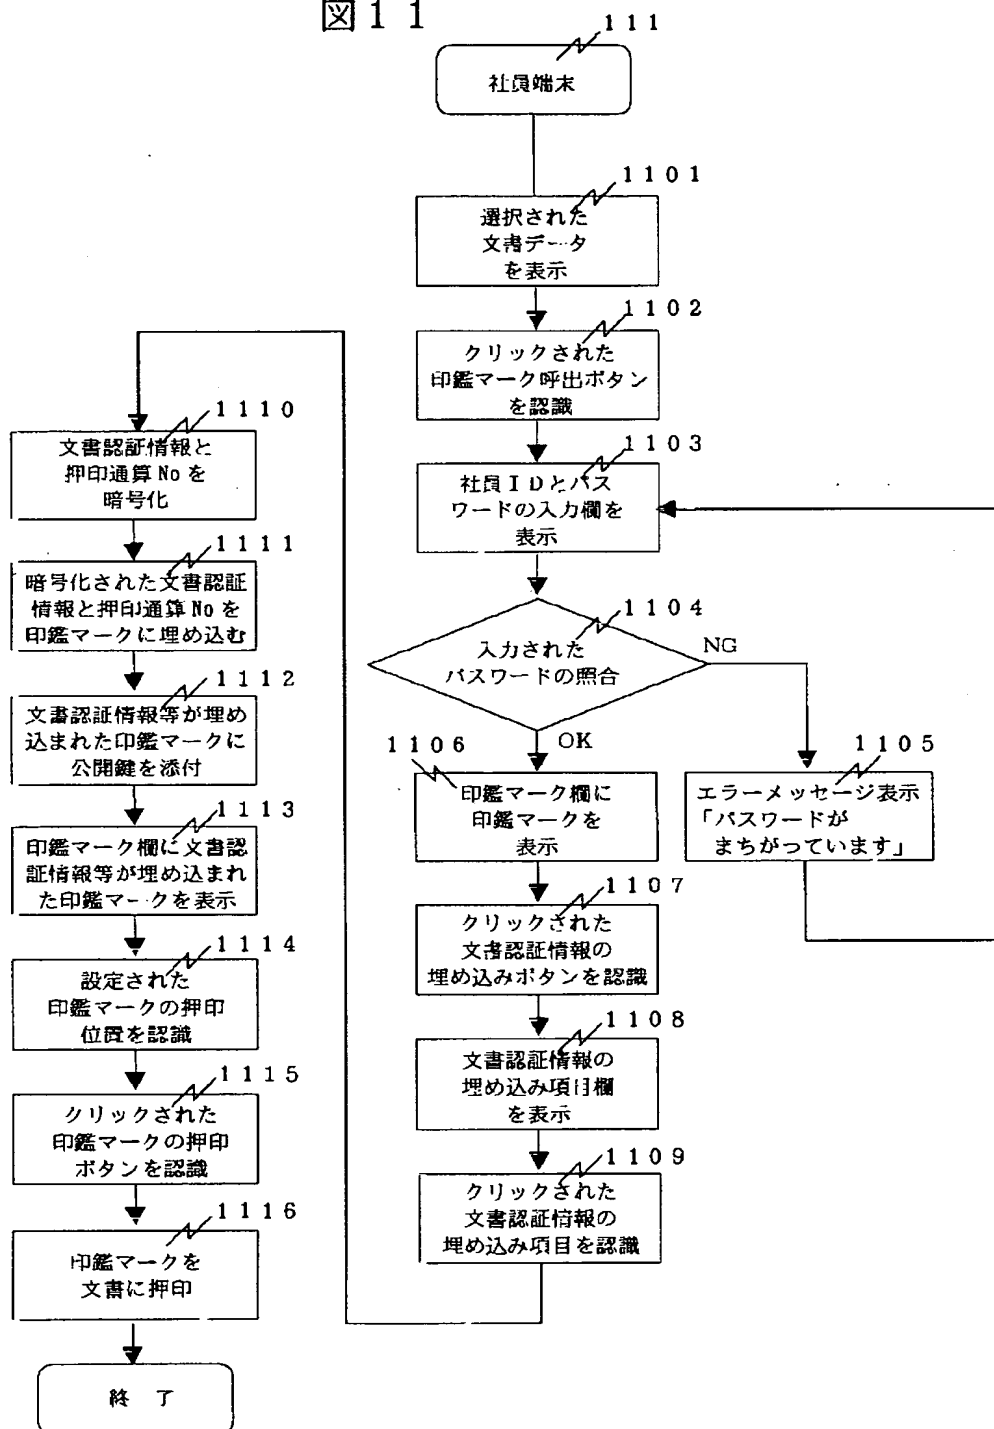 図１１
１１１
社員端末
１１０１
選択された
文書データ
を表示
１１０２
クリックされた
印鑑マーク呼出ボタン
を認識
１１０３
社員ＩＤとパス
ワードの入力欄を
表示
１１０４
入力された
パスワードの照合
NG
OK
１１０５
エラーメッセージ表示
「パスワードが
まちがっています」
１１０６
印鑑マーク欄に
印鑑マークを
表示
１１０７
クリックされた
文書認証情報の
埋め込みボタンを認識
１１０８
文書認証情報の
埋め込み項目欄
を表示
１１０９
クリックされた
文書認証情報の
埋め込み項目を認識
１１１０
文書認証情報と
押印通算Noを
暗号化
１１１１
暗号化された文書認証
情報と押印通算Noを
印鑑マークに埋め込む
１１１２
文書認証情報等が埋め
込まれた印鑑マークに
公開鍵を添付
１１１３
印鑑マーク欄に文書認
証情報等が埋め込まれ
た印鑑マークを表示
１１１４
設定された
印鑑マークの押印
位置を認識
１１１５
クリックされた
印鑑マークの押印
ボタンを認識
１１１６
印鑑マークを
文書に押印
終　了